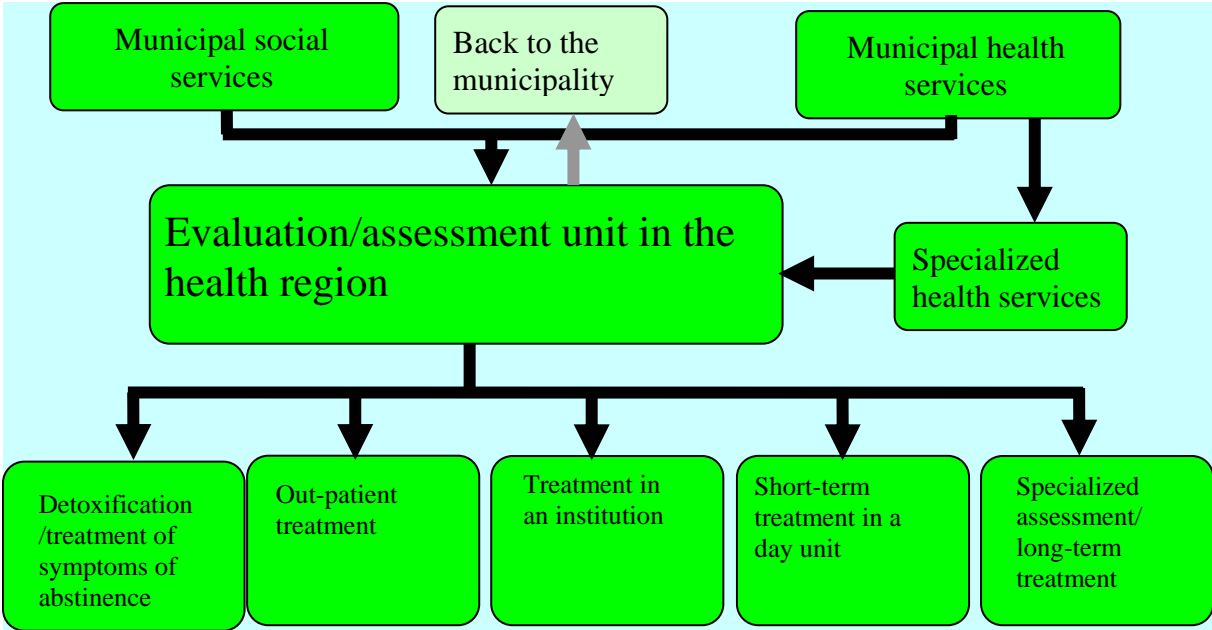 Municipal social
services
Back to the
municipality
Municipal health
services
Evaluation/assessment unit in the
health region
Specialized
health services
Detoxification
/treatment of
symptoms of
abstinence
Out-patient
treatment
Treatment in
an institution
Short-term
treatment in a
day unit
Specialized
assessment/
long-term
treatment